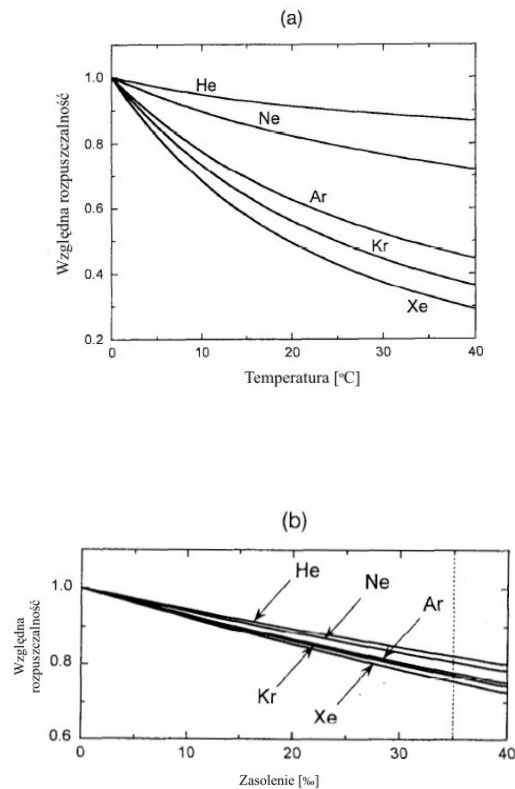 (a)
Względna rozpuszczalność
1.0
0.8
0.6
0.4
0.2
He
Ne
Ar
Kr
Xe
0
10
20
30
40
Temperatura [°C]
(b)
Względna
rozpuszczalność
1.0
0.8
0.6
He
Ne
Ar
Kr
Xe
0
10
20
30
40
Zasolenie [‰]